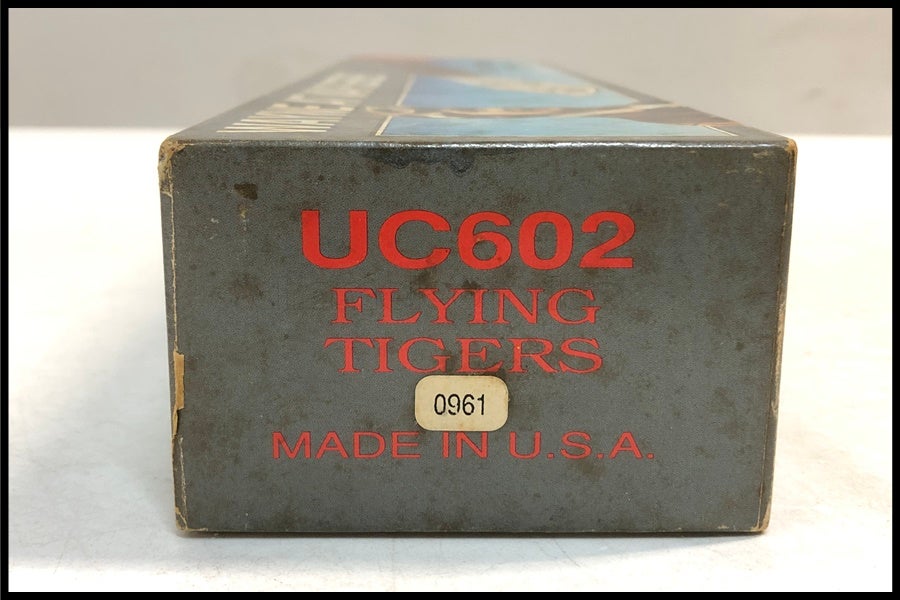 UC602
FLYING
TIGERS
0961
MADE IN U.S.A.